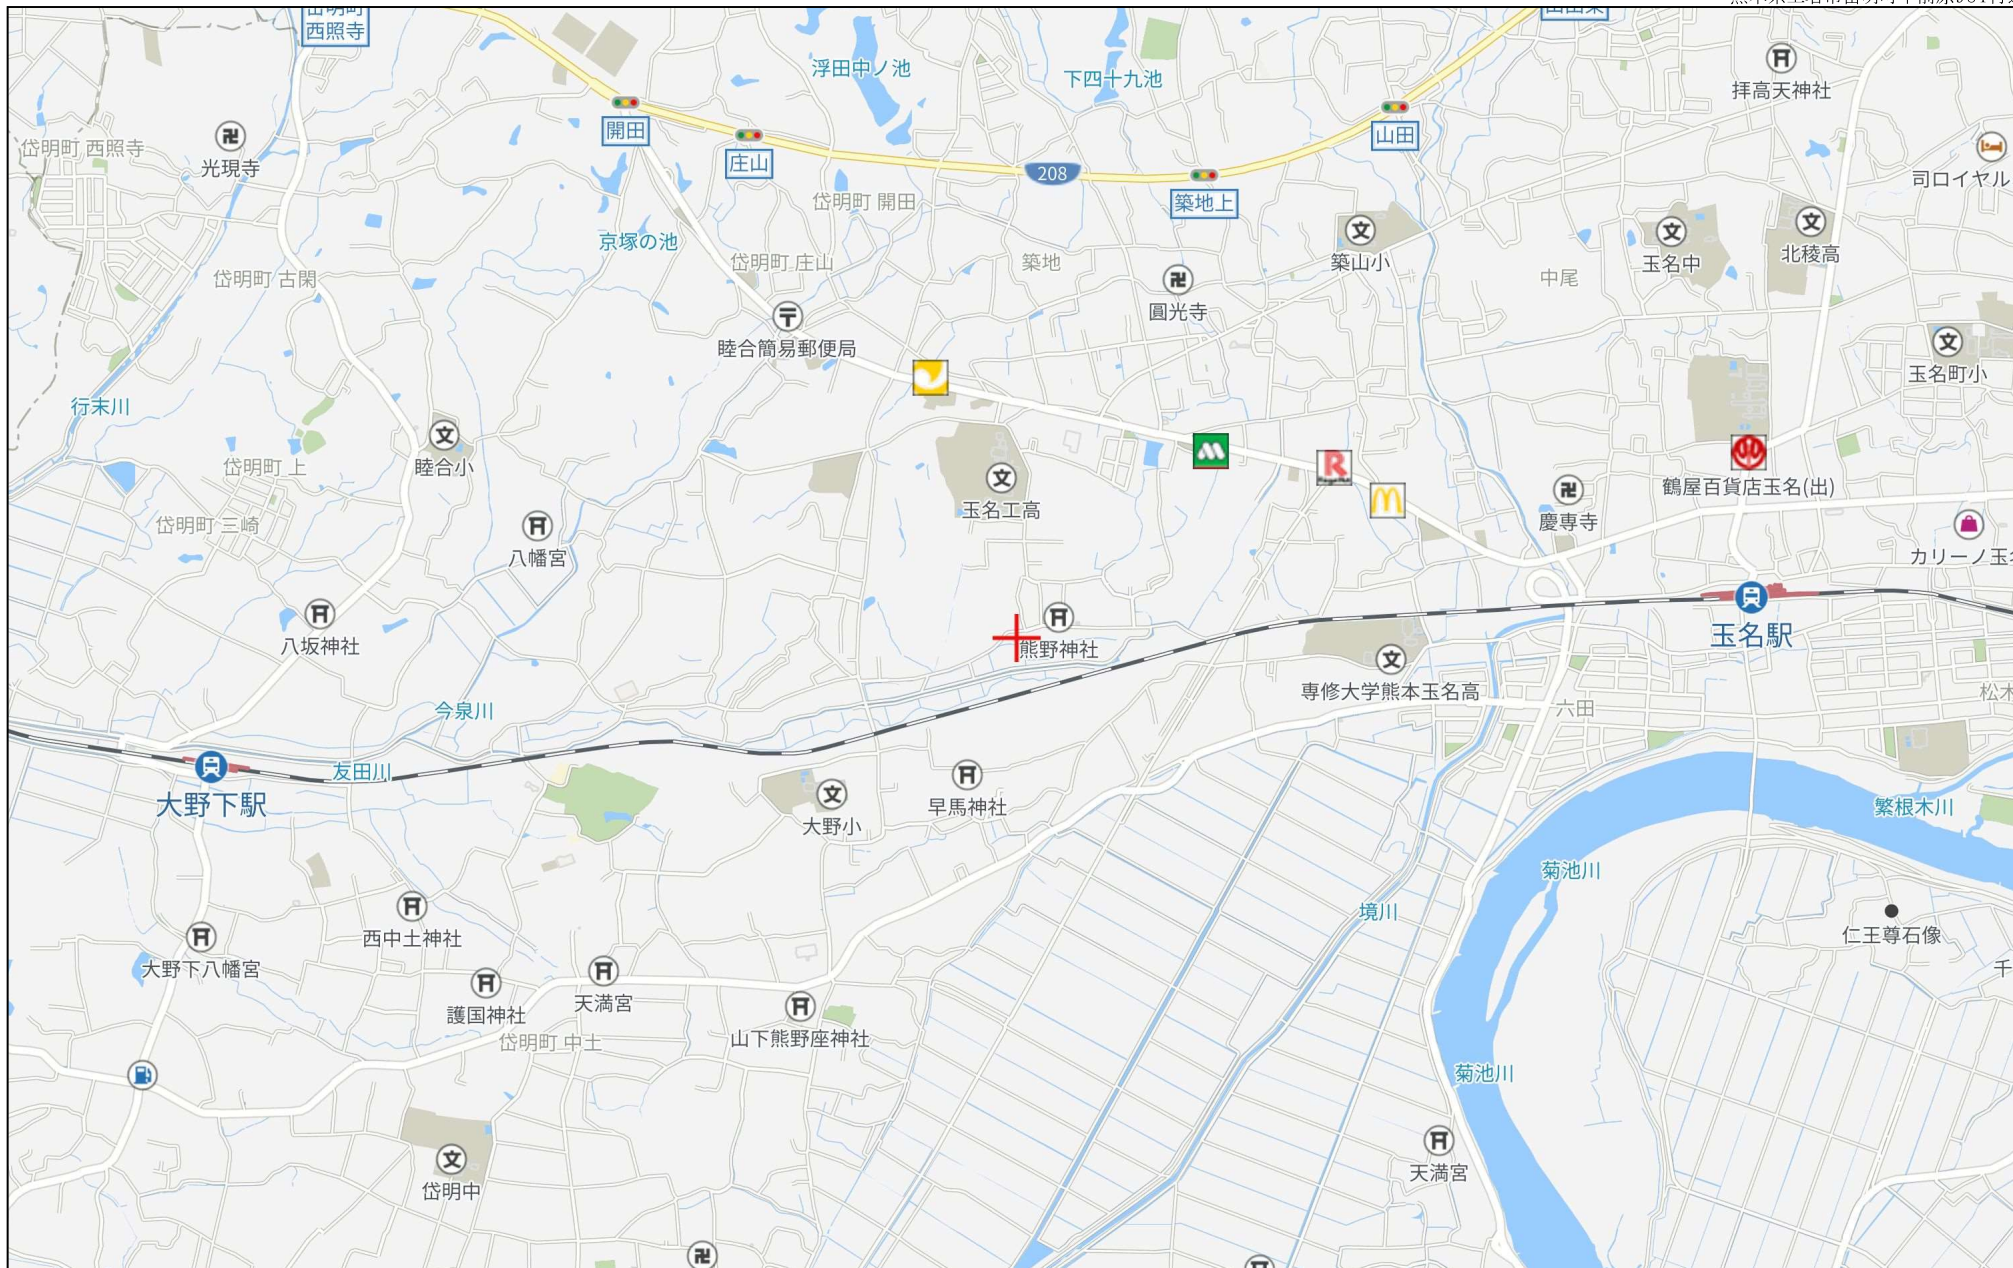 岱明町
西照寺
浮田中ノ池
下四十九池
拝高天神社
開田
庄山
山田
208
築地上
岱明町 西照寺
光現寺
岱明町 開田
司ロイヤル
京塚の池
岱明町 庄山
築地
築山小
玉名中
北稜高
中尾
岱明町 古閑
圓光寺
睦合簡易郵便局
玉名町小
行末川
睦合小
岱明町 上
岱明町 三崎
玉名工高
鶴屋百貨店玉名(出)
慶専寺
八幡宮
カリーノ玉名
八坂神社
熊野神社
玉名駅
専修大学熊本玉名高
六田
松木
今泉川
友田川
大野下駅
大野小
早馬神社
繁根木川
菊池川
境川
仁王尊石像
西中土神社
大野下八幡宮
千
護国神社
天満宮
山下熊野座神社
岱明町 中土
菊池川
天満宮
岱明中